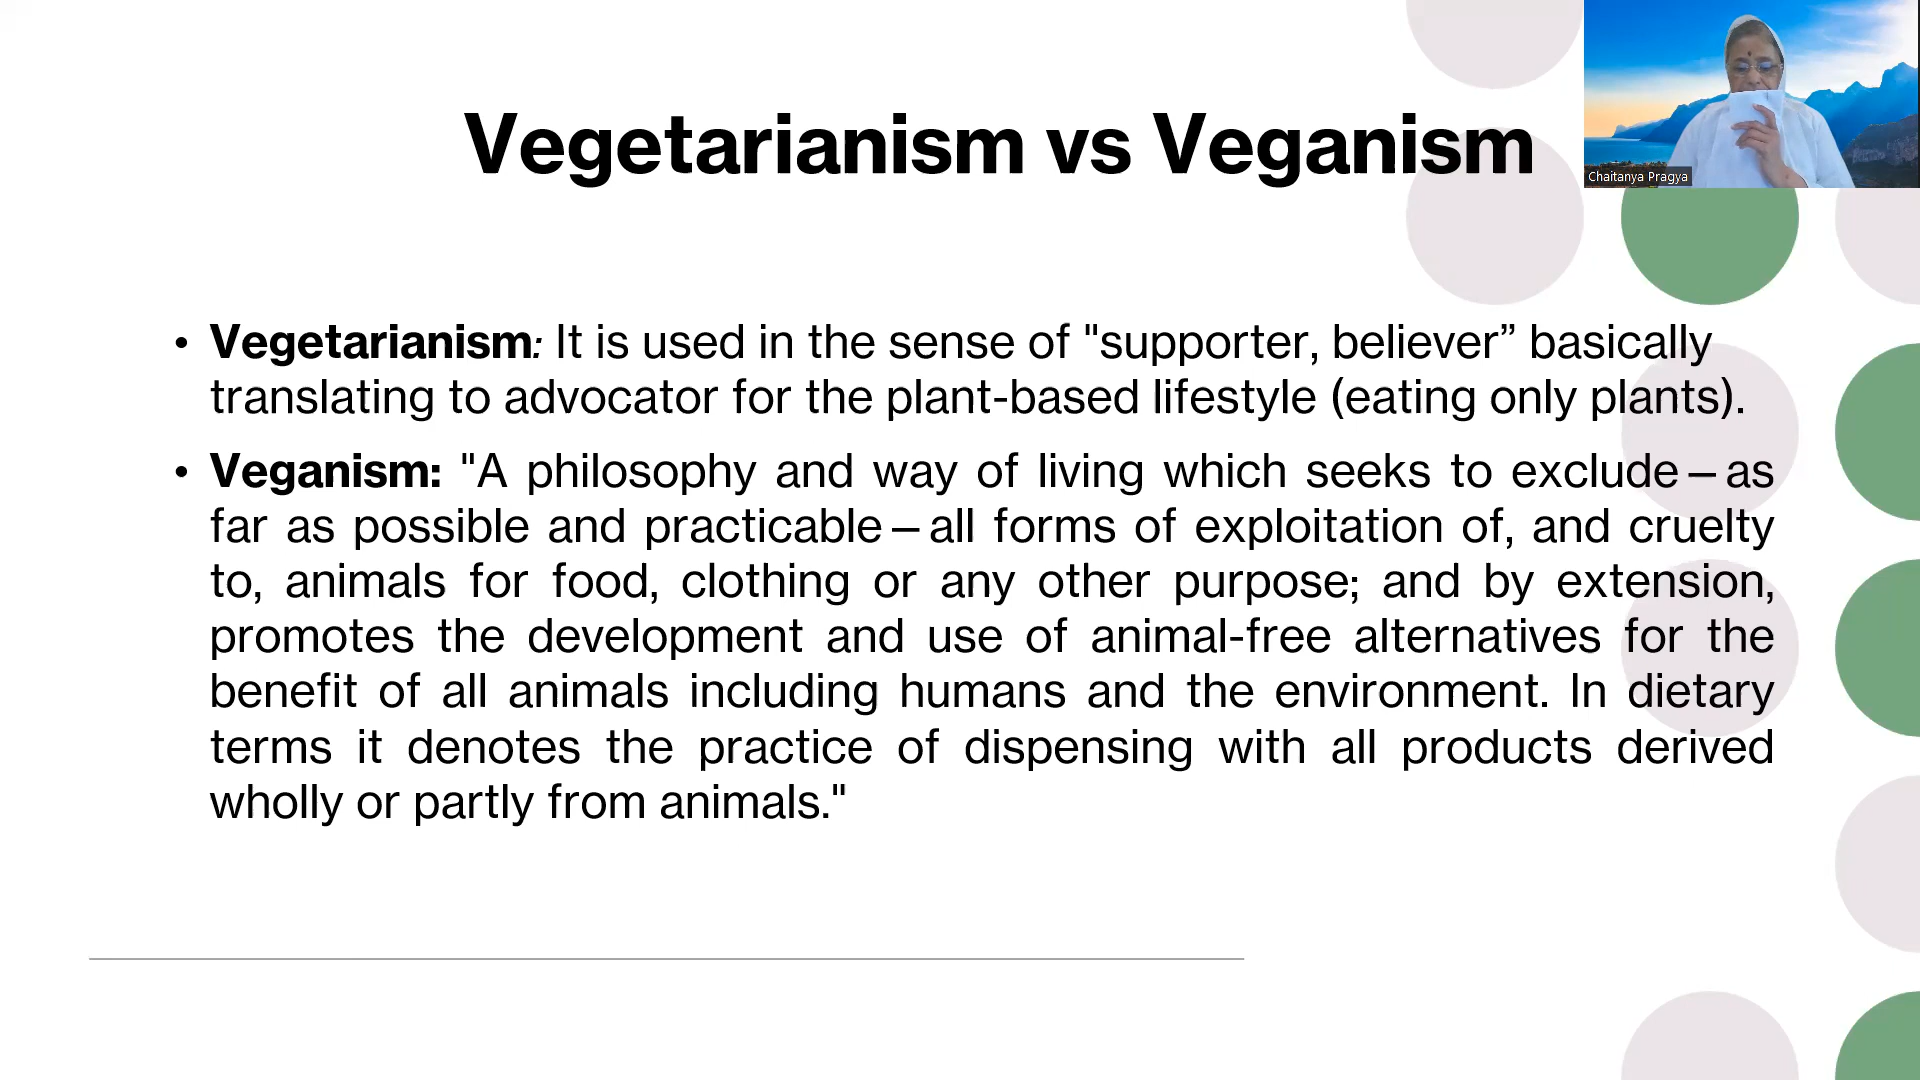 Vegetarianism vs Veganism
Chaitanya Pragya
• Vegetarianism: It is used in the sense of "supporter, believer” basically
translating to advocator for the plant-based lifestyle (eating only plants).
• Veganism: "A philosophy and way of living which seeks to exclude—as
far as possible and practicable—all forms of exploitation of, and cruelty
to, animals for food, clothing or any other purpose; and by extension,
promotes the development and use of animal-free alternatives for the
benefit of all animals including humans and the environment. In dietary
terms it denotes the practice of dispensing with all products derived
wholly or partly from animals."